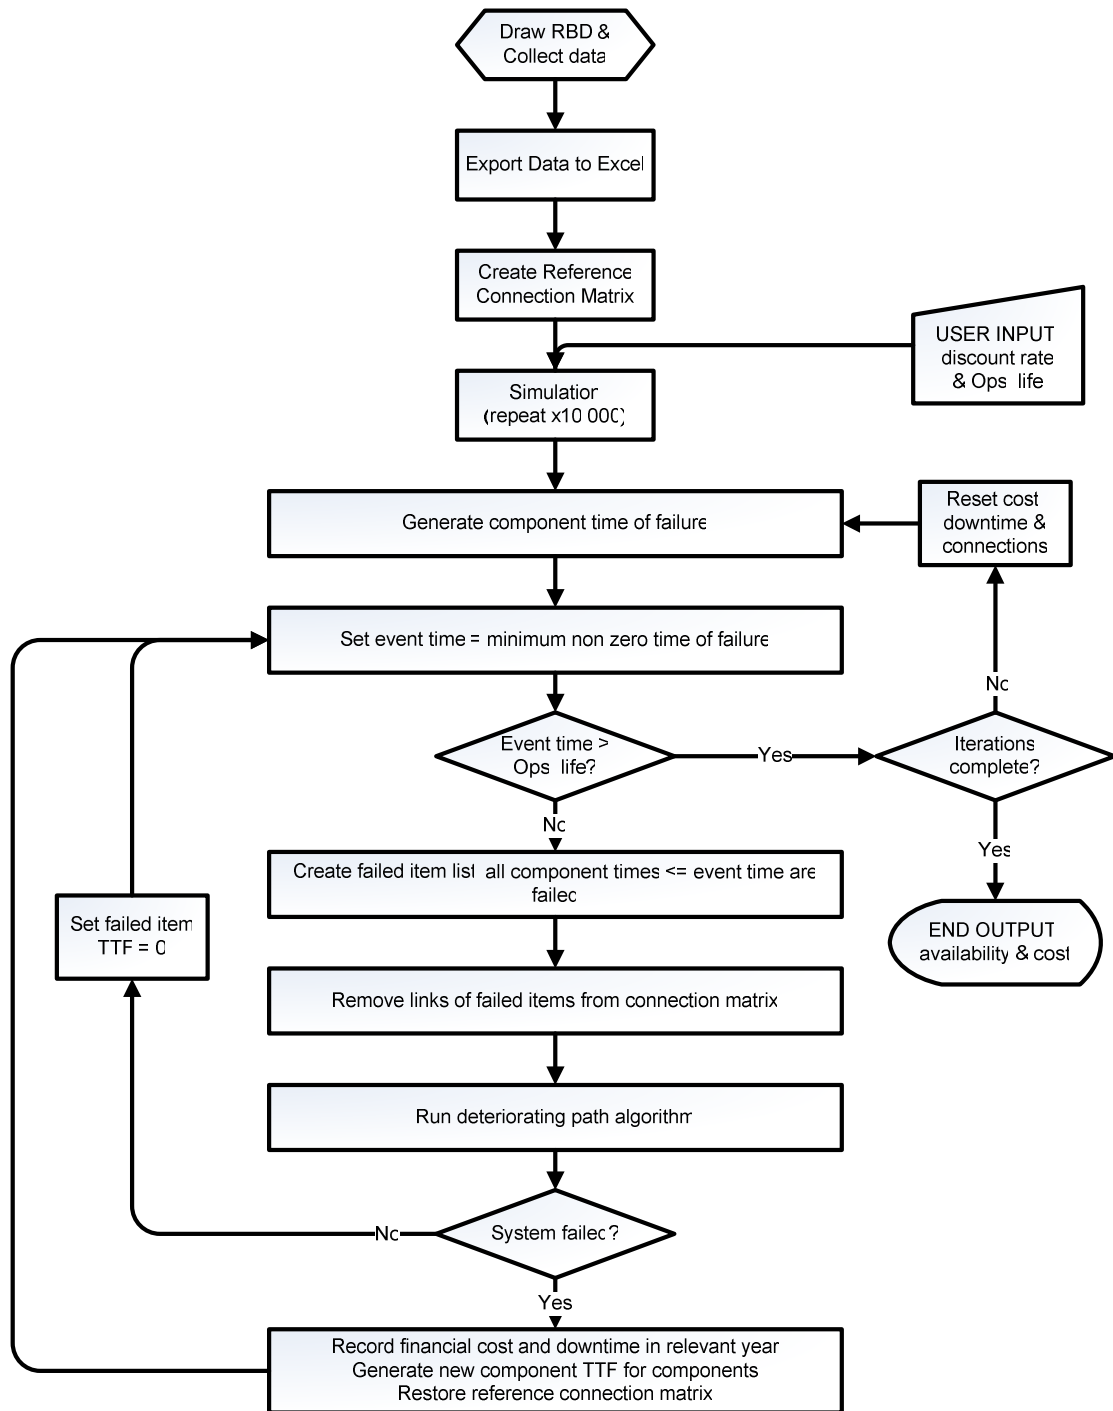 Draw RBD &
Collect data
Export Data to Excel
Create Reference
Connection Matrix
USER INPUT
discount rate
& Ops life
Simulation
(repeat x10 000)
Generate component time of failure
Reset cost
downtime &
connections
Set event time = minimum non zero time of failure
No
Event time >
Ops life?
Yes
Iterations
complete?
No
Yes
Create failed item list all component times <= event time are
failed
Set failed item
TTF = 0
END OUTPUT
availability & cost
Remove links of failed items from connection matrix
Run deteriorating path algorithm
No
System failed?
Yes
Record financial cost and downtime in relevant year
Generate new component TTF for components
Restore reference connection matrix